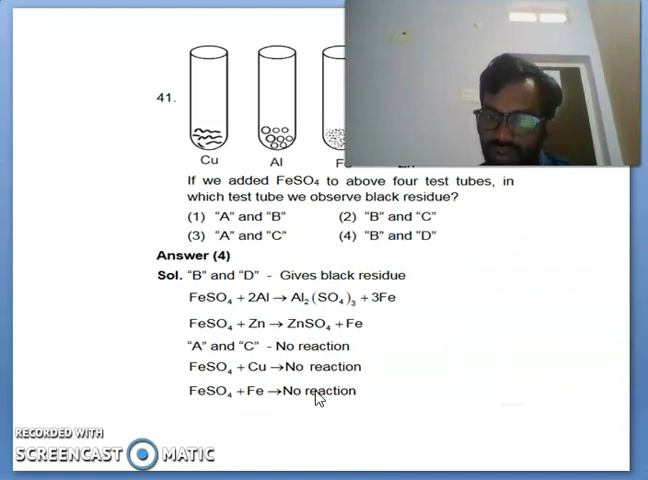 41.
Cu
Al
If we added FeSO₄ to above four test tubes, in
which test tube we observe black residue?
(1) "A" and "B"
(2) "B" and "C"
(3) "A" and "C"
(4) "B" and "D"
Answer (4)
Sol. "B" and "D" - Gives black residue
FeSO₄ + 2Al → Al₂(SO₄)₃ + 3Fe
FeSO₄ + Zn → ZnSO₄ + Fe
"A" and "C" - No reaction
FeSO₄ + Cu → No reaction
FeSO₄ + Fe → No reaction
RECORDED WITH
SCREENCAST MATIC